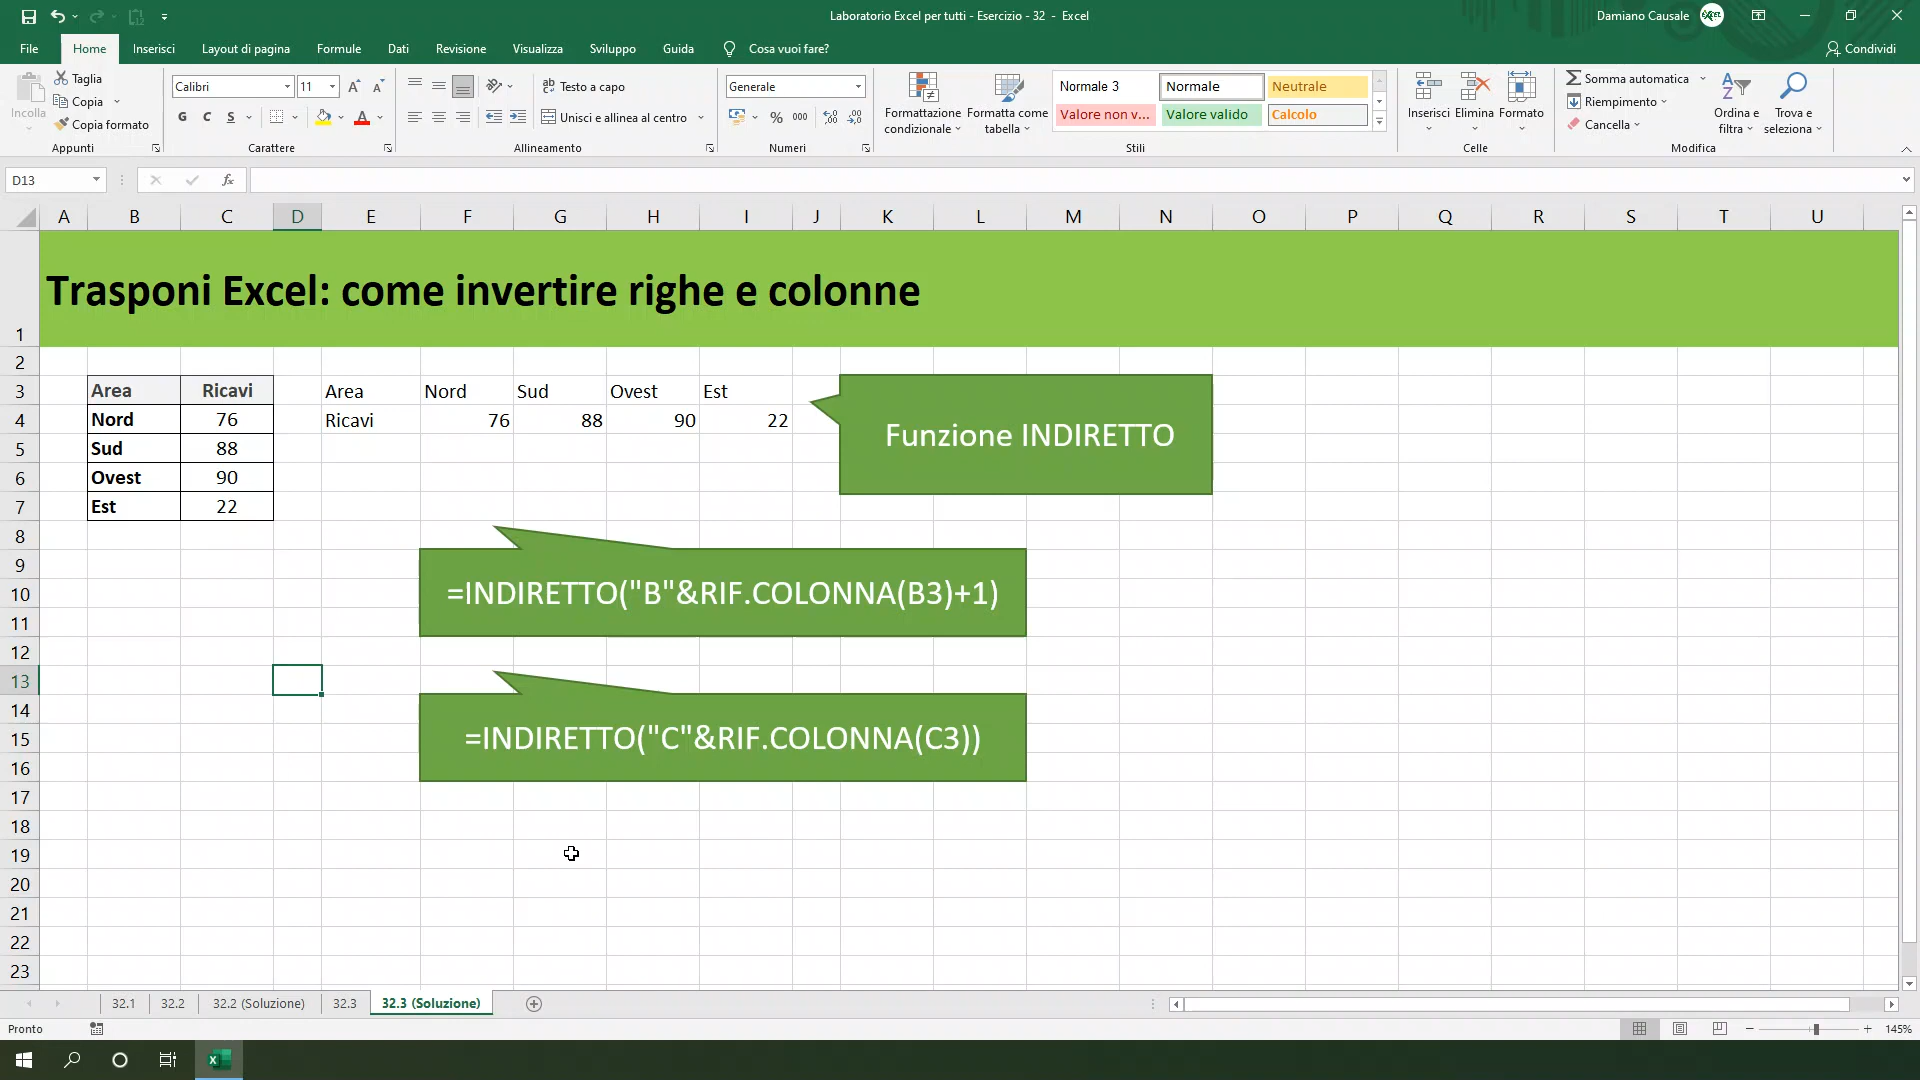 Laboratorio Excel per tutti - Esercizio - 32 - Excel
Damiano Causale
File Home Inserisci Layout di pagina Formule Dati Revisione Visualizza Sviluppo Guida Cosa vuoi fare? Condividi
Incolla
Taglia
Copia
Copia formato
Appunti
Calibri 11
G C S
Carattere
Testo a capo
Unisci e allinea al centro
Allineamento
Generale
% 000
Numeri
Formattazione condizionale
Formatta come tabella
Normale 3 Normale Neutrale
Valore non v... Valore valido Calcolo
Stili
Inserisci Elimina Formato
Celle
Somma automatica
Riempimento
Cancella
Ordina e filtra
Trova e seleziona
Modifica
D13 fx
A B C D E F G H I J K L M N O P Q R S T U
1 Trasponi Excel: come invertire righe e colonne
2
3 Area Ricavi Area Nord Sud Ovest Est
4 Nord 76 Ricavi 76 88 90 22
Funzione INDIRETTO
5 Sud 88
6 Ovest 90
7 Est 22
8
9
10 =INDIRETTO("B"&RIF.COLONNA(B3)+1)
11
12
13
14
15 =INDIRETTO("C"&RIF.COLONNA(C3))
16
17
18
19
20
21
22
23
32.1 32.2 32.2 (Soluzione) 32.3 32.3 (Soluzione)
Pronto 145%